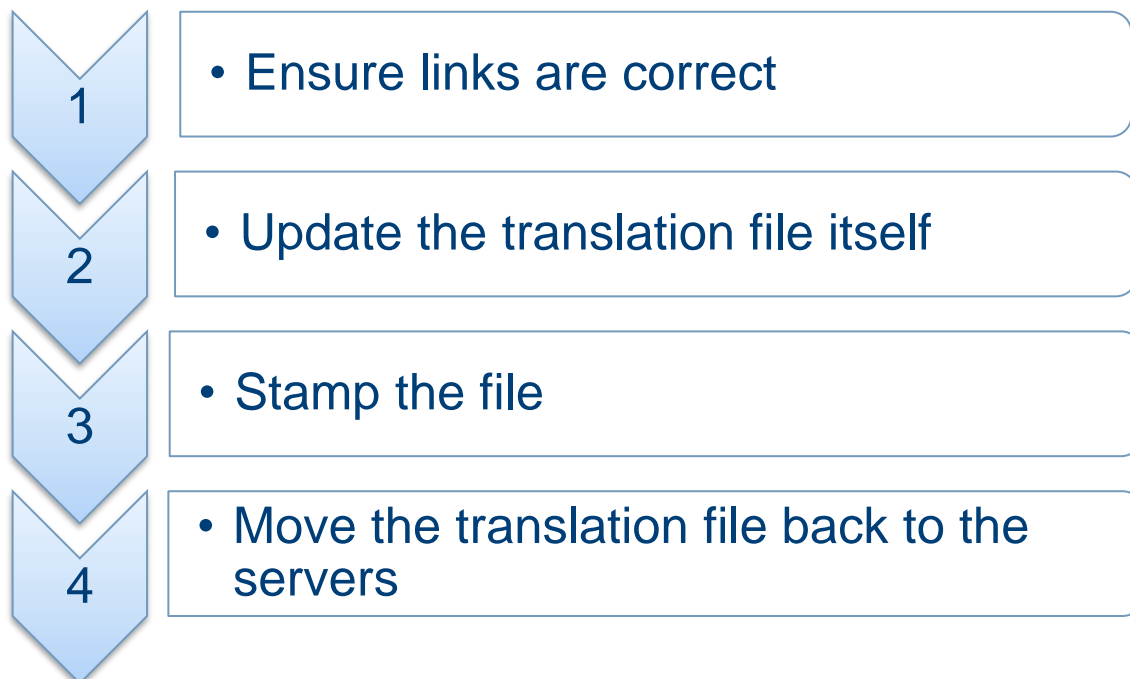 1
• Ensure links are correct
2
• Update the translation file itself
3
• Stamp the file
4
• Move the translation file back to the
servers